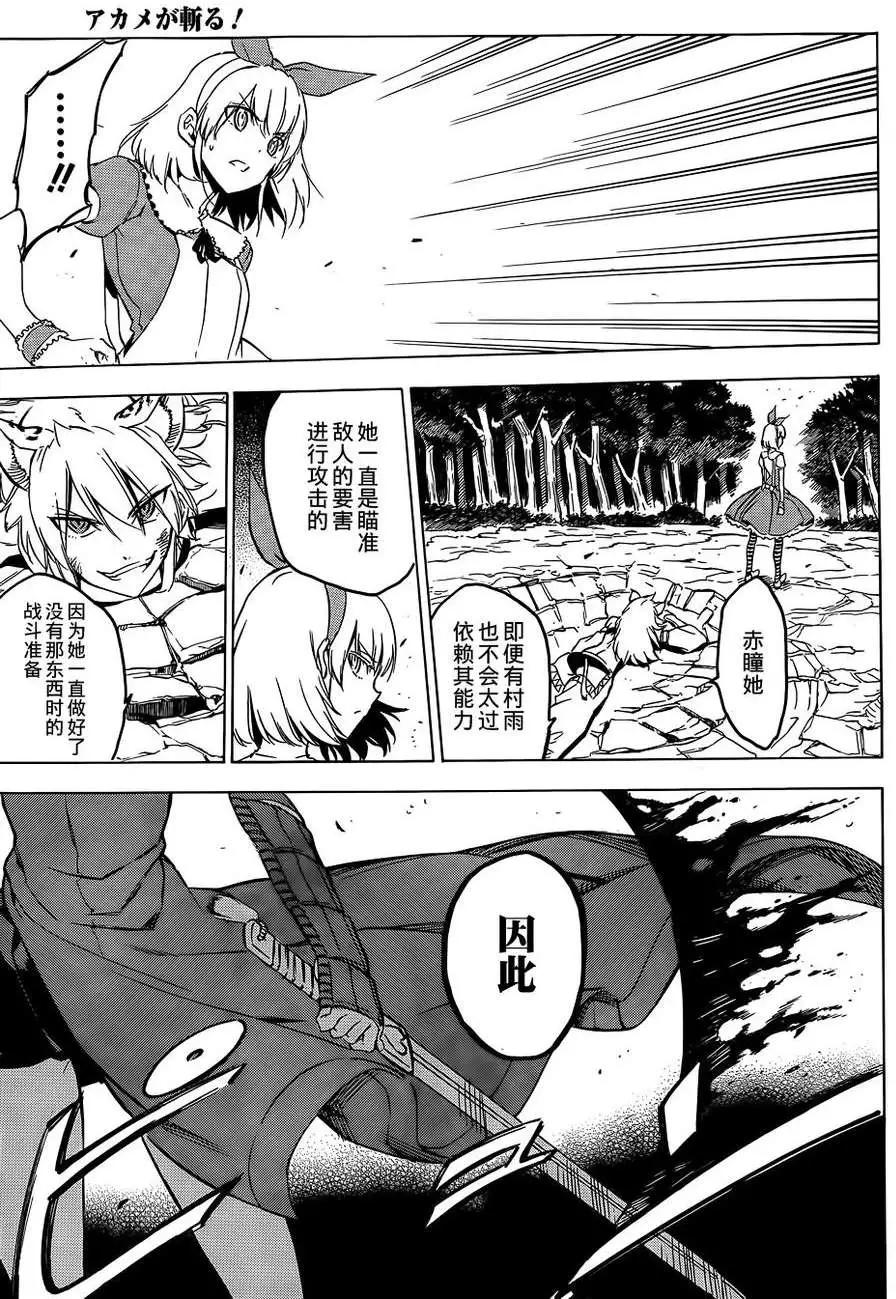 アカメが斬る!
……!!
赤瞳她
即便有村雨
也不会太过
依赖其能力
她一直是瞄准
敌人的要害
进行攻击的
因为她一直做好了
没有那东西时的
战斗准备
因此